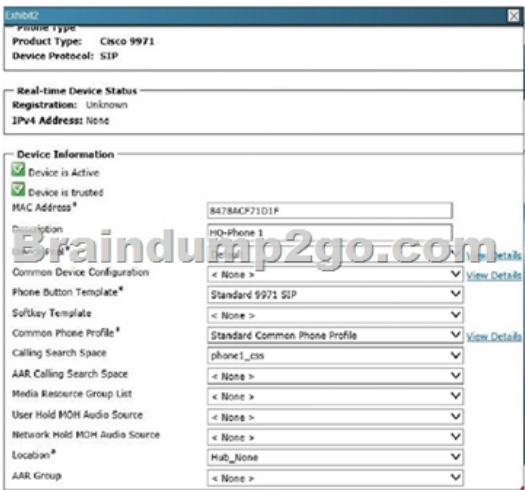 Exhibit2
Phone Type
Product Type: Cisco 9971
Device Protocol: SIP
Real-time Device Status
Registration: Unknown
IPv4 Address: None
Device Information
Device is Active
Device is trusted
MAC Address* 8478ACF71D1F
Description HQ-Phone 1
Braindump2go.com
View Details
Common Device Configuration < None > View Details
Phone Button Template* Standard 9971 SIP
Softkey Template < None >
Common Phone Profile* Standard Common Phone Profile View Details
Calling Search Space phone1_css
AAR Calling Search Space < None >
Media Resource Group List < None >
User Hold MOH Audio Source < None >
Network Hold MOH Audio Source < None >
Location* Hub_None
AAR Group < None >